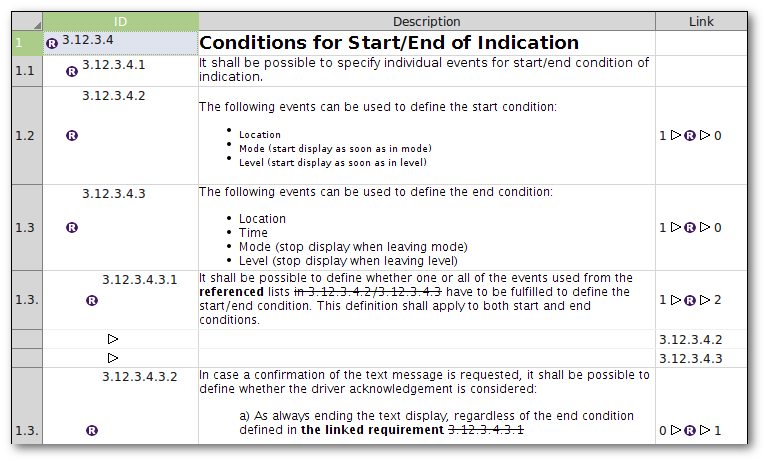 ID Description Link
1 R 3.12.3.4 Conditions for Start/End of Indication
1.1 R 3.12.3.4.1 It shall be possible to specify individual events for start/end condition of
indication.
3.12.3.4.2
The following events can be used to define the start condition:
• Location
1.2 R • Mode (start display as soon as in mode) 1 ▷ R ▷ 0
• Level (start display as soon as in level)
3.12.3.4.3 The following events can be used to define the end condition:
• Location
1.3 R • Time 1 ▷ R ▷ 0
• Mode (stop display when leaving mode)
• Level (stop display when leaving level)
3.12.3.4.3.1 It shall be possible to define whether one or all of the events used from the
1.3. R referenced lists in 3.12.3.4.2/3.12.3.4.3 have to be fulfilled to define the 1 ▷ R ▷ 2
start/end condition. This definition shall apply to both start and end
conditions.
▷ 3.12.3.4.2
▷ 3.12.3.4.3
3.12.3.4.3.2 In case a confirmation of the text message is requested, it shall be possible to
define whether the driver acknowledgement is considered:
a) As always ending the text display, regardless of the end condition
1.3. R defined in the linked requirement 3.12.3.4.3.1 0 ▷ R ▷ 1